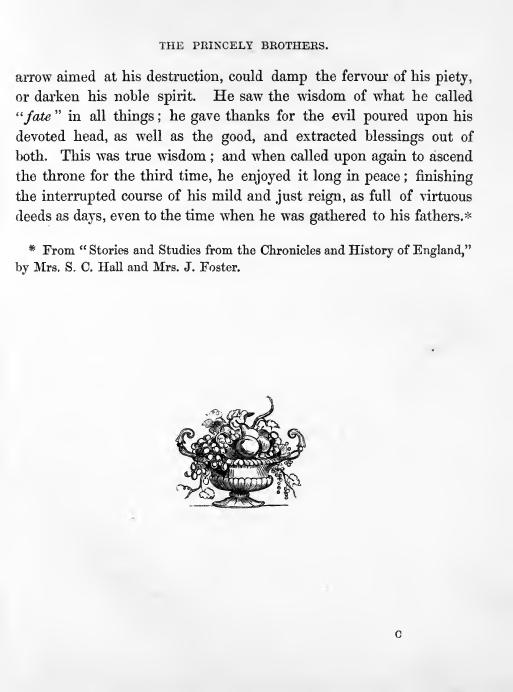 THE PRINCELY BROTHERS.
arrow aimed at his destruction, could damp the fervour of his piety,
or darken his noble spirit. He saw the wisdom of what he called
“fate” in all things; he gave thanks for the evil poured upon his
devoted head, as well as the good, and extracted blessings out of
both. This was true wisdom; and when called upon again to ascend
the throne for the third time, he enjoyed it long in peace; finishing
the interrupted course of his mild and just reign, as full of virtuous
deeds as days, even to the time when he was gathered to his fathers.*
* From “Stories and Studies from the Chronicles and History of England,”
by Mrs. S. C. Hall and Mrs. J. Foster.
C